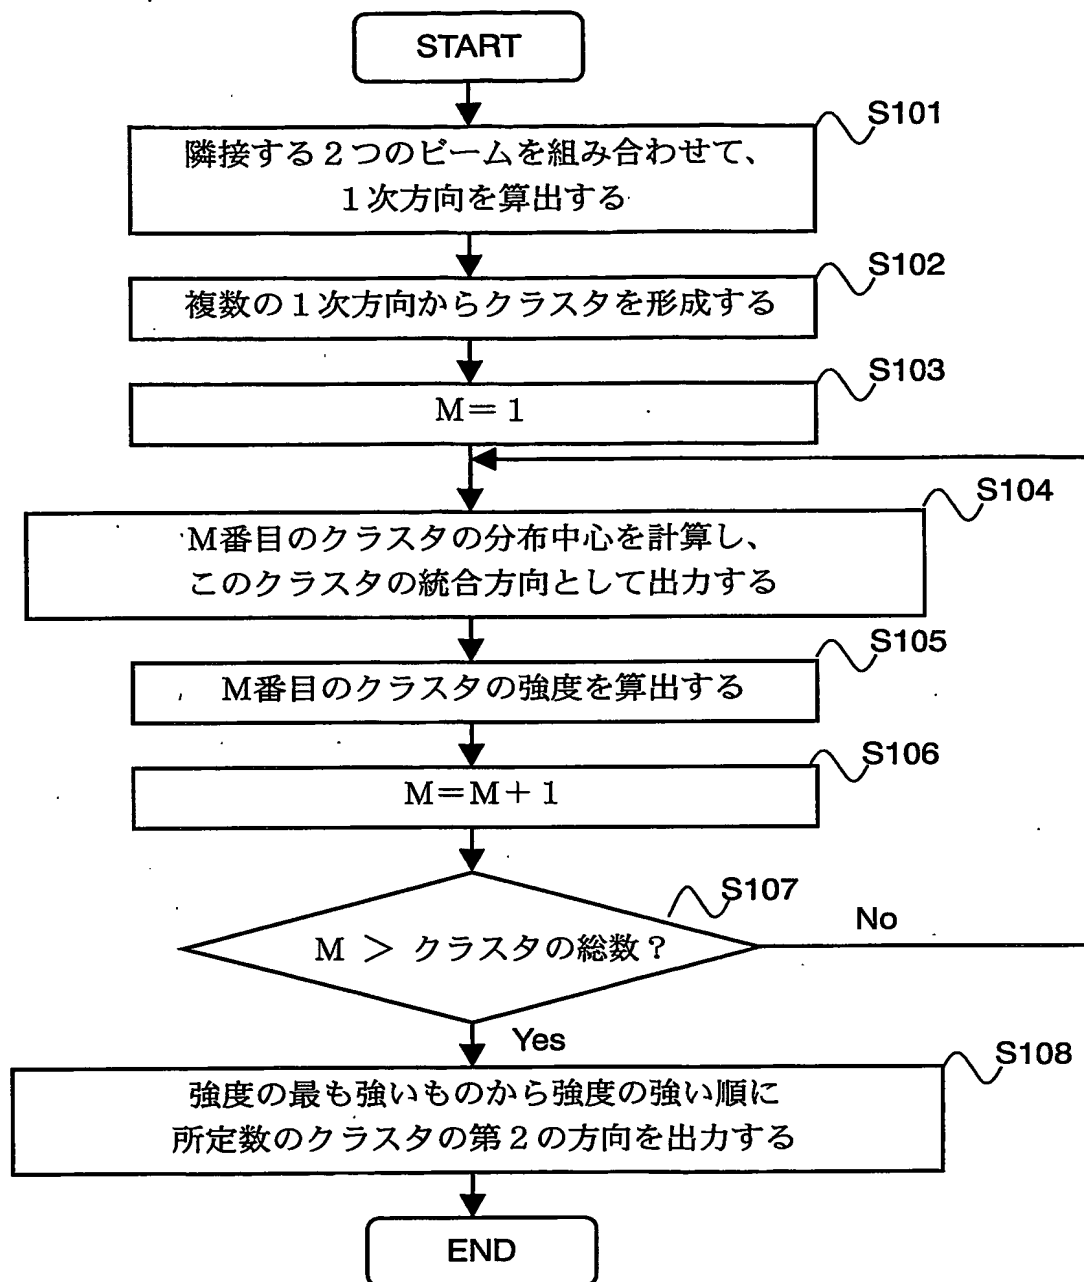 START
S101
隣接する２つのビームを組み合わせて、
１次方向を算出する
S102
複数の１次方向からクラスタを形成する
S103
M＝１
S104
M番目のクラスタの分布中心を計算し、
このクラスタの統合方向として出力する
S105
M番目のクラスタの強度を算出する
S106
M＝M＋１
S107
M ＞ クラスタの総数？
No
Yes
S108
強度の最も強いものから強度の強い順に
所定数のクラスタの第２の方向を出力する
END